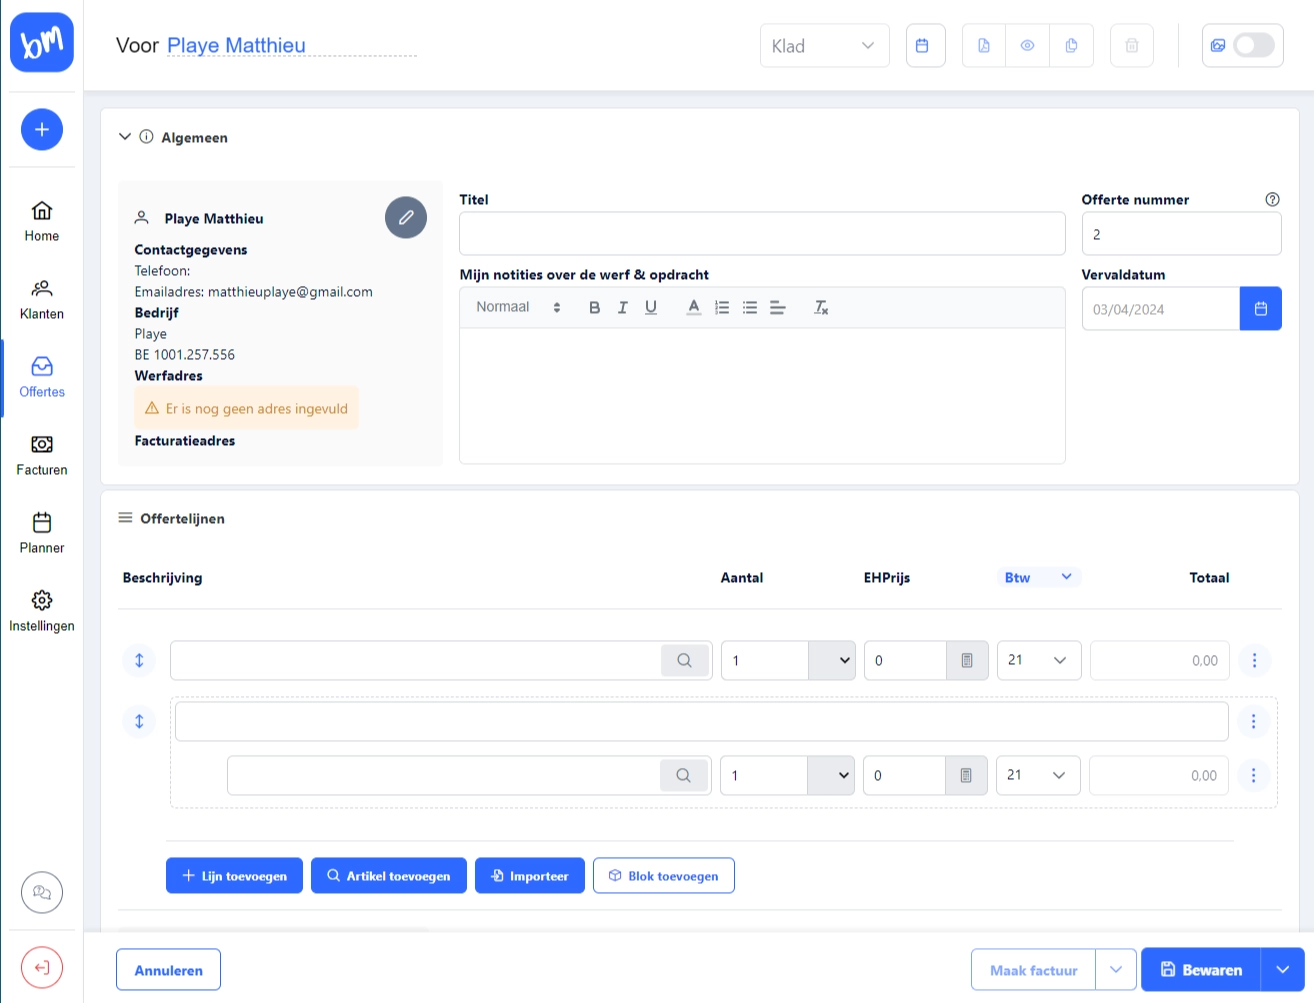 bm
Voor Playe Matthieu
Klad
Algemeen
Home
Klanten
Offertes
Facturen
Planner
Instellingen
Playe Matthieu
Contactgegevens
Telefoon:
Emailadres: matthieuplaye@gmail.com
Bedrijf
Playe
BE 1001.257.556
Werfadres
Er is nog geen adres ingevuld
Facturatieadres
Titel
Mijn notities over de werf & opdracht
Normaal B I U A Tx
Offerte nummer
2
Vervaldatum
03/04/2024
Offertelijnen
Beschrijving Aantal EHPrijs Btw Totaal
1 0 21 0,00
1 0 21 0,00
Lijn toevoegen Artikel toevoegen Importeer Blok toevoegen
Annuleren Maak factuur Bewaren